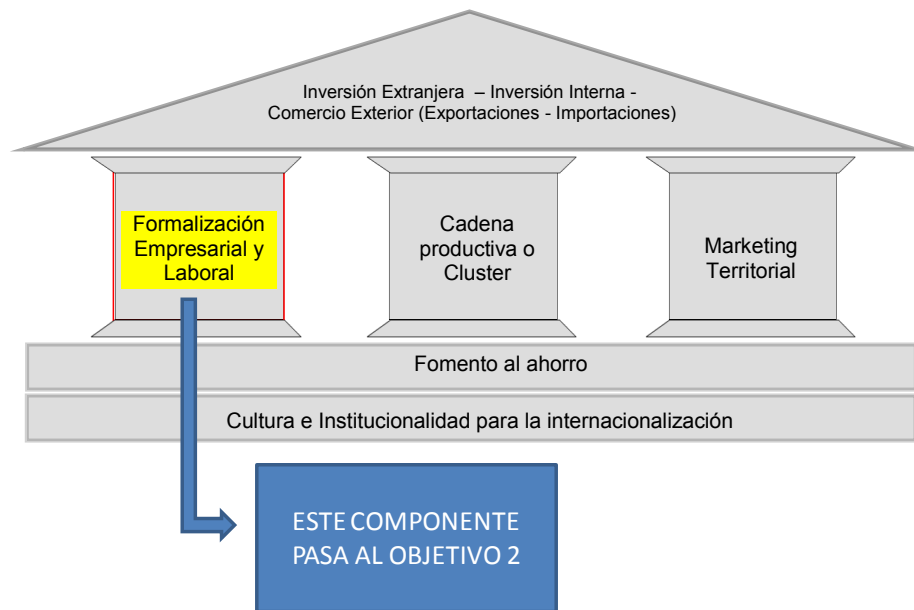 Inversión Extranjera – Inversión Interna -
Comercio Exterior (Exportaciones - Importaciones)
Formalización
Empresarial y
Laboral
Cadena
productiva o
Cluster
Marketing
Territorial
Fomento al ahorro
Cultura e Institucionalidad para la internacionalización
ESTE COMPONENTE
PASA AL OBJETIVO 2